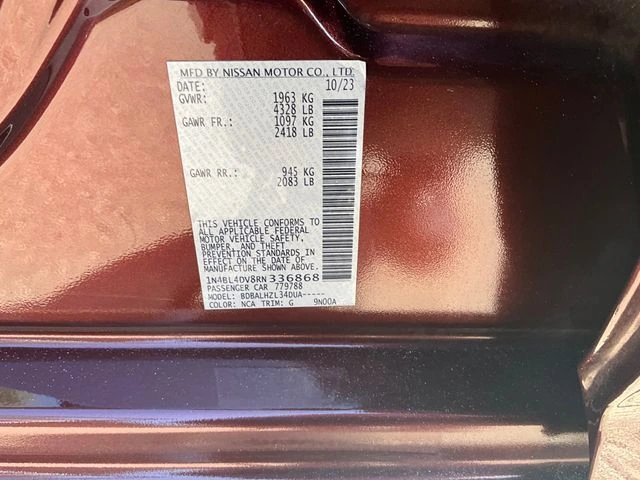 MFD BY NISSAN MOTOR CO., LTD.
DATE: 10/23
GVWR: 1963 KG
4328 LB
GAWR FR.: 1097 KG
2418 LB
GAWR RR.: 945 KG
2083 LB
THIS VEHICLE CONFORMS TO
ALL APPLICABLE FEDERAL
MOTOR VEHICLE SAFETY,
BUMPER, AND THEFT
PREVENTION STANDARDS IN
EFFECT ON THE DATE OF
MANUFACTURE SHOWN ABOVE.
1N4BL4DV8RN336868
PASSENGER CAR 779788
MODEL: BDBALHZL34DUA-----
COLOR: NCA TRIM: G 9N00A